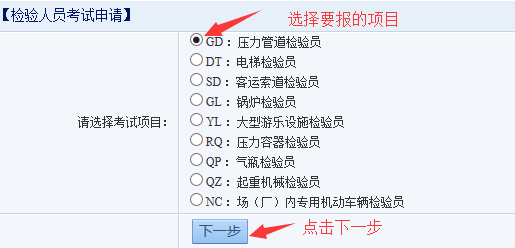 【检验人员考试申请】
选择要报的项目
GD：压力管道检验员
DT：电梯检验员
SD：客运索道检验员
GL：锅炉检验员
请选择考试项目：
YL：大型游乐设施检验员
RQ：压力容器检验员
QP：气瓶检验员
QZ：起重机械检验员
NC：场（厂）内专用机动车辆检验员
下一步
点击下一步